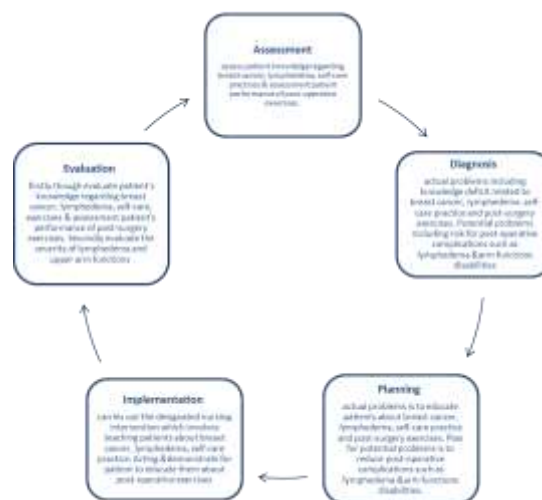 Assessment
assess patient knowledge regarding
breast cancer, lymphedema, self-care
practices & assessment patient
performance of post-operative
exercises.
Diagnosis
actual problems including
knowledge deficit related to
breast cancer, lymphedema, self
care practice and post-surgery
exercises. Potential problems
including risk for post-operative
complications such as
lymphedema & arm functions
disabilities
Planning
actual problems is to educate
patients about breast cancer,
lymphedema, self-care practice
and post-surgery exercises. Plan
for potential problems is to
reduce post-operative
complications such as
lymphedema & arm functions
disabilities.
Implementation
carries out the designated nursing
intervention which involves
teaching patients about breast
cancer, lymphedema, self-care
practice. Acting & demonstrate for
patient to educate them about
post-operative exercises
Evaluation
firstly through evaluate patient's
knowledge regarding breast
cancer, lymphedema, self-care,
exercises & assessment patient's
performance of post-surgery
exercises. Secondly evaluate the
severity of lymphedema and
upper arm functions